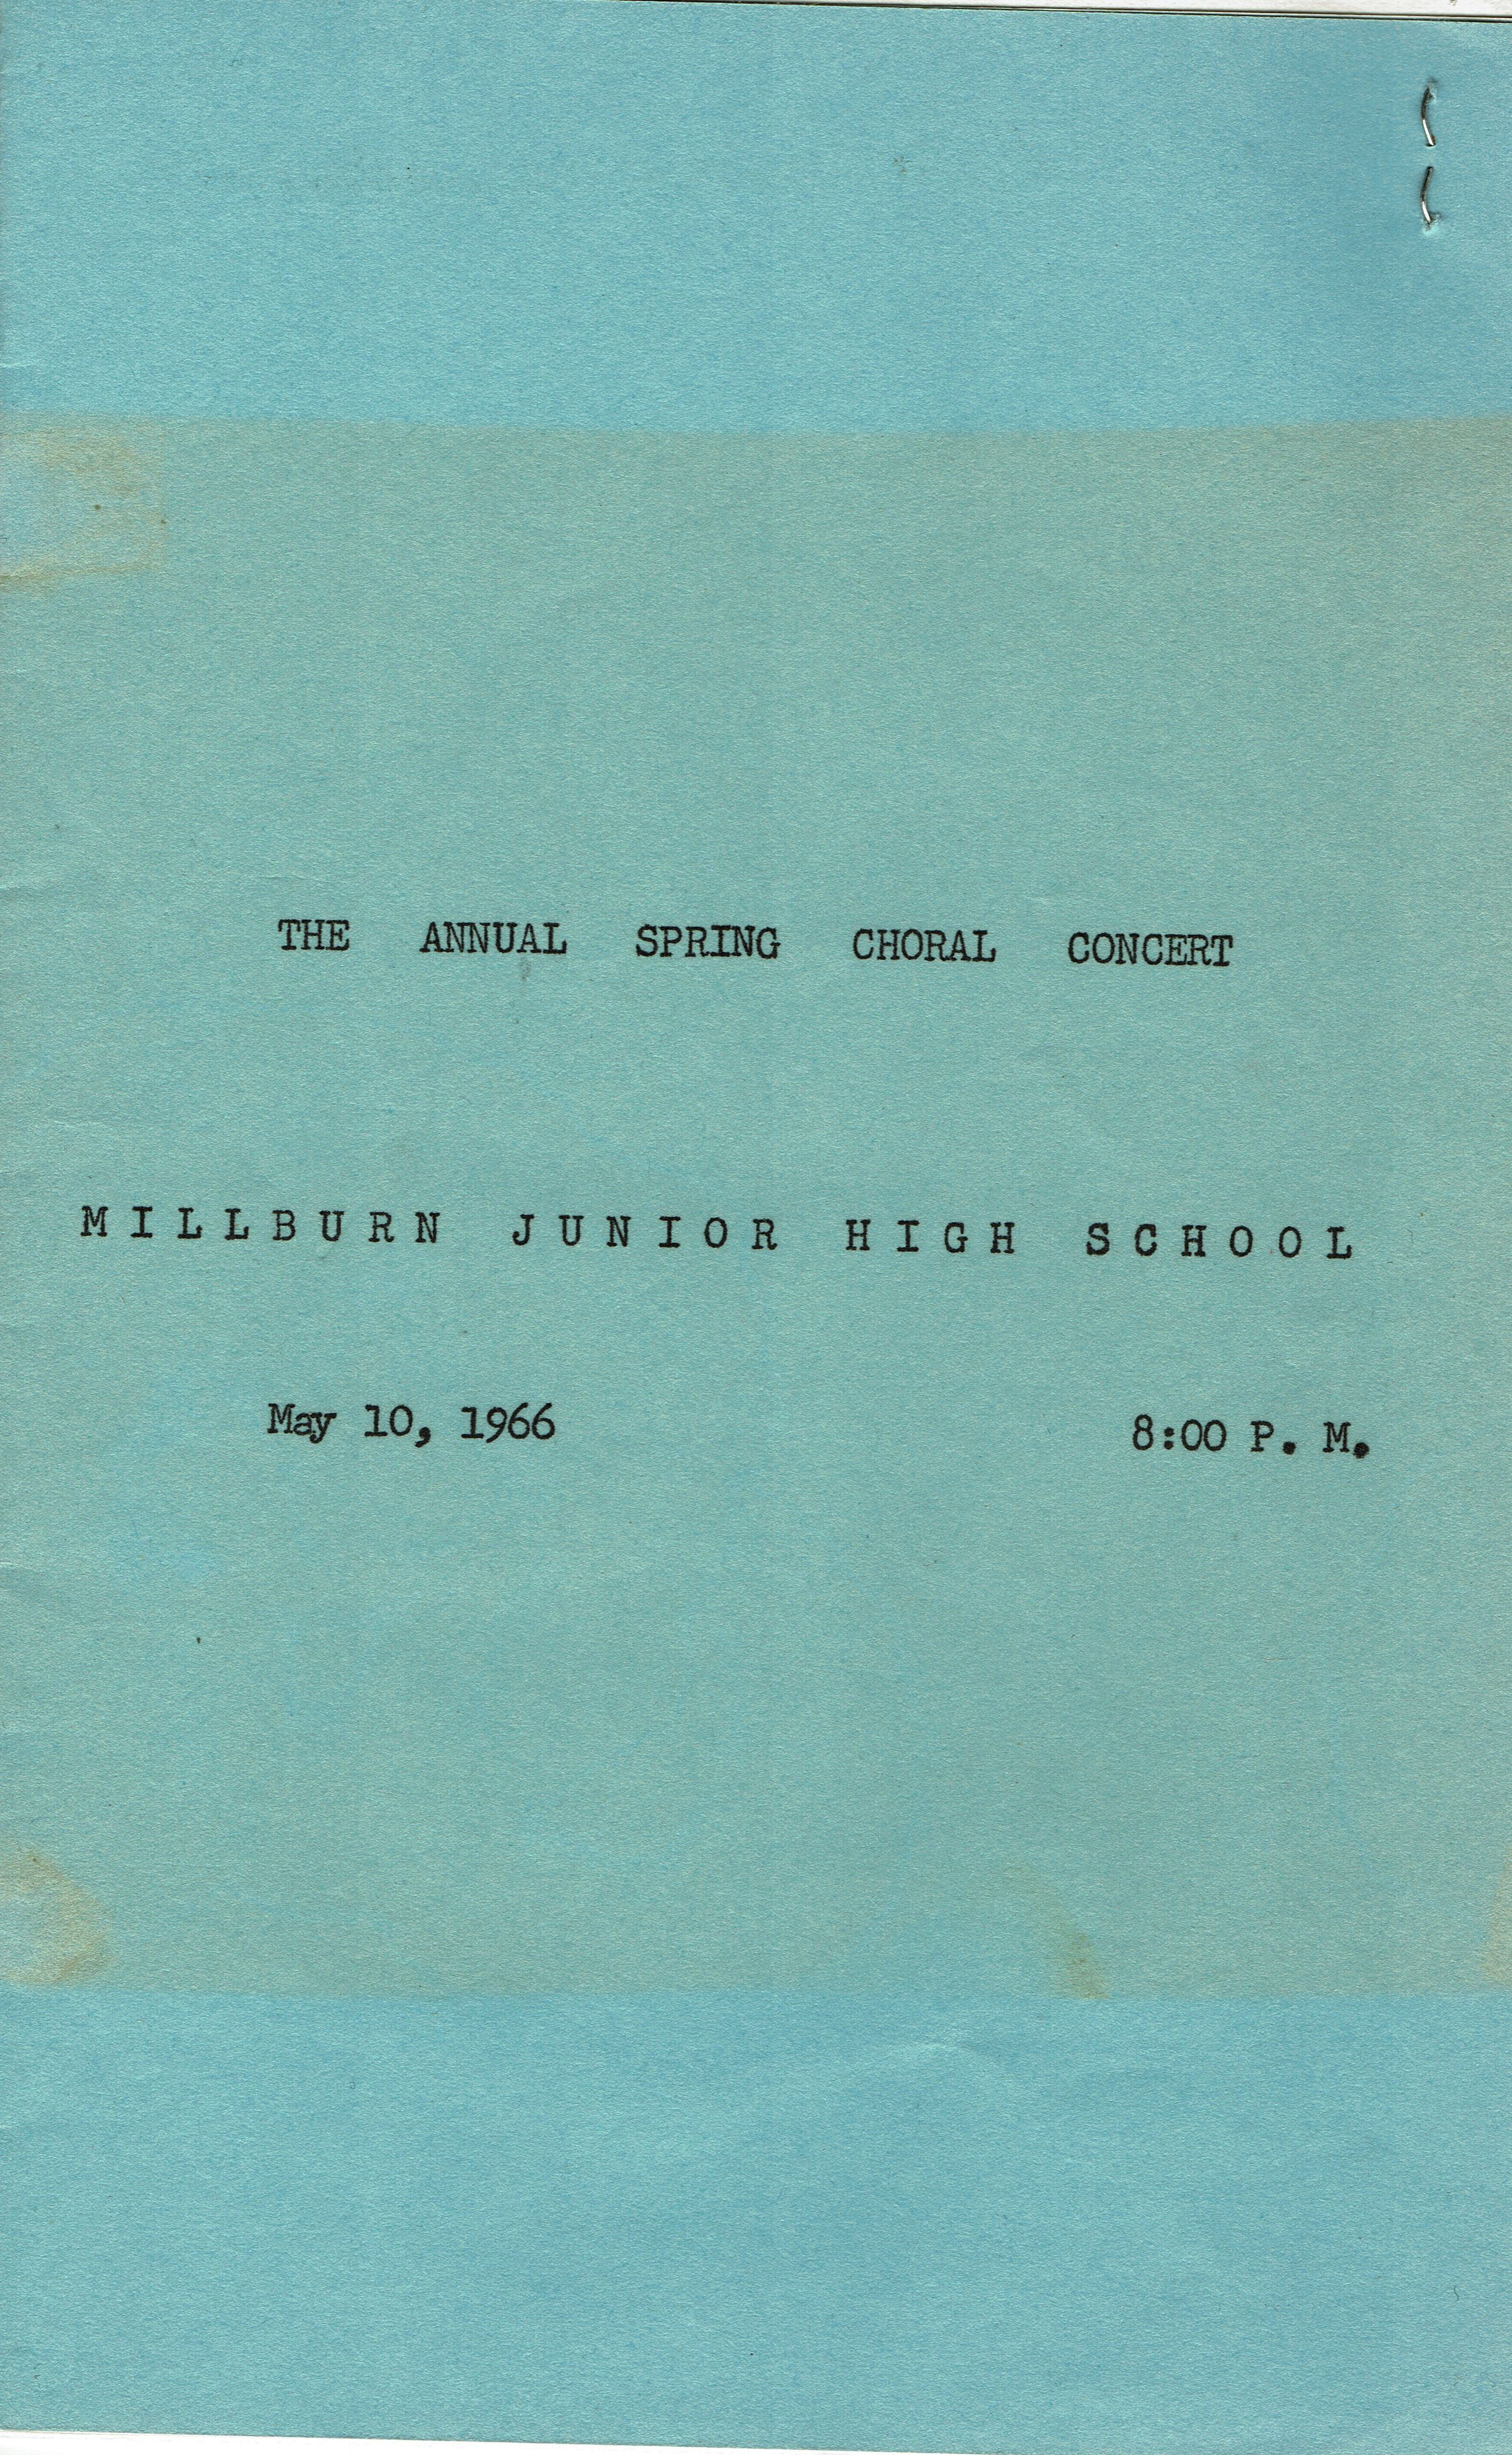 THE ANNUAL SPRING CHORAL CONCERT
MILLBURN JUNIOR HIGH SCHOOL
May 10, 1966 8:00 P. M.